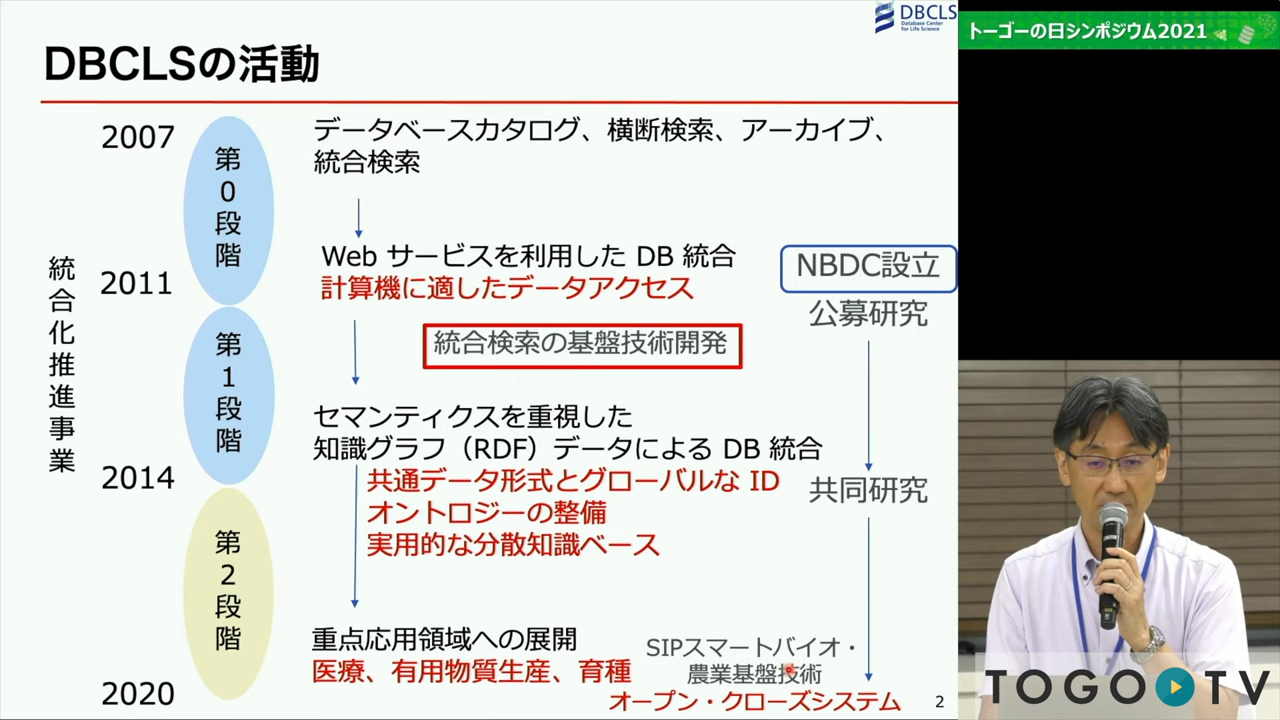 DBCLS
Database Center
for Life Science
トーゴーの日シンポジウム2021
DBCLSの活動
2007
第0段階
データベースカタログ、横断検索、アーカイブ、
統合検索
統合化推進事業
2011
Web サービスを利用した DB 統合
計算機に適したデータアクセス
NBDC設立
公募研究
第1段階
統合検索の基盤技術開発
セマンティクスを重視した
知識グラフ（RDF）データによる DB 統合
2014
共通データ形式とグローバルな ID
オントロジーの整備
実用的な分散知識ベース
共同研究
第2段階
重点応用領域への展開
医療、有用物質生産、育種
SIPスマートバイオ・
農業基盤技術
オープン・クローズシステム
2020
2
TOGO TV